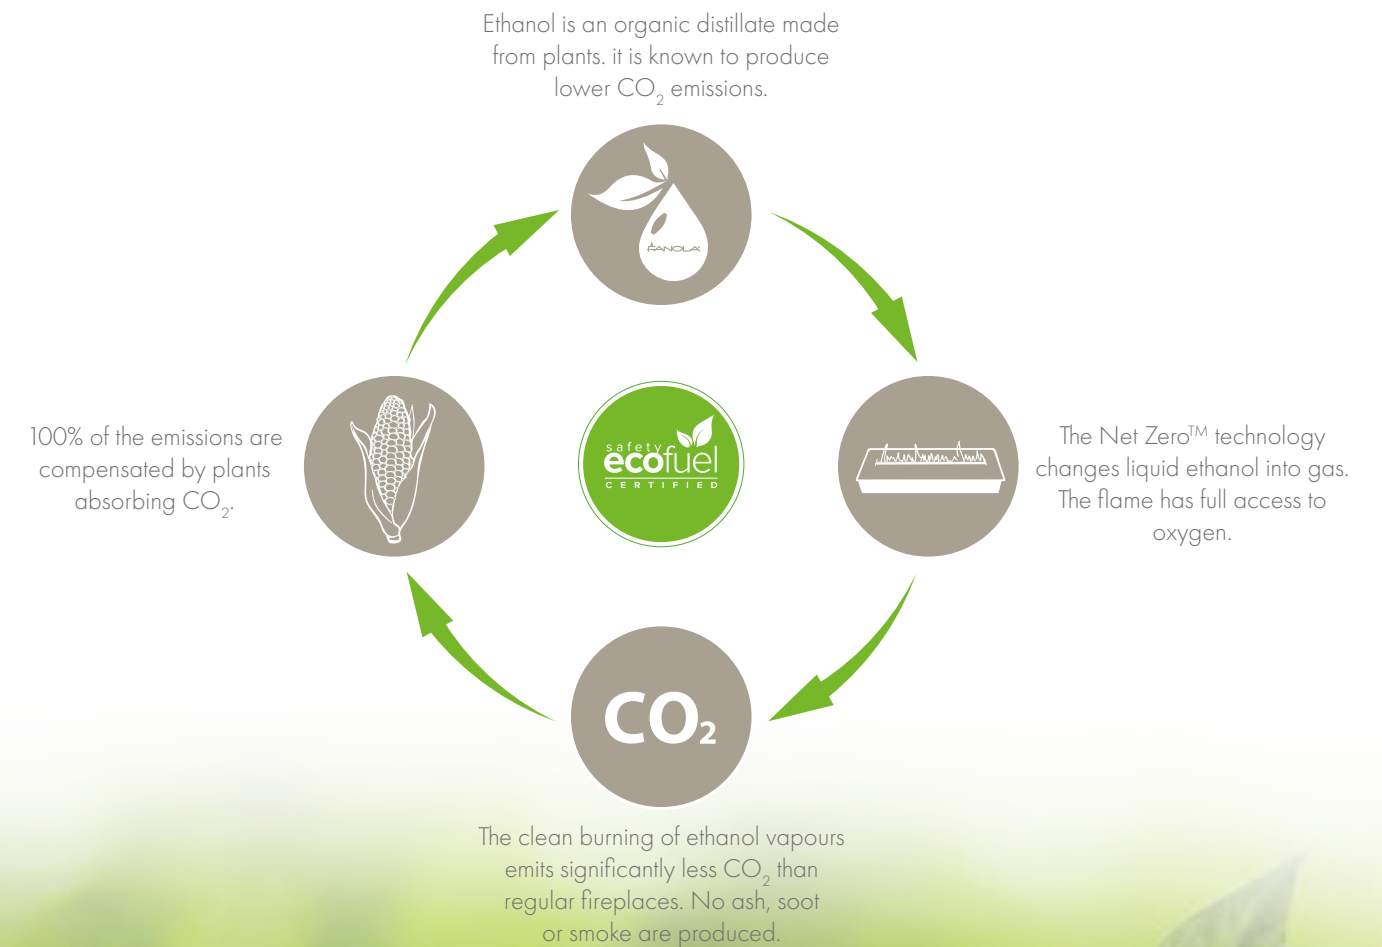 Ethanol is an organic distillate made
from plants. it is known to produce
lower CO₂ emissions.
FANOLA
100% of the emissions are
compensated by plants
absorbing CO₂.
safety
ecofuel
CERTIFIED
The Net Zero™ technology
changes liquid ethanol into gas.
The flame has full access to
oxygen.
CO₂
The clean burning of ethanol vapours
emits significantly less CO₂ than
regular fireplaces. No ash, soot
or smoke are produced.